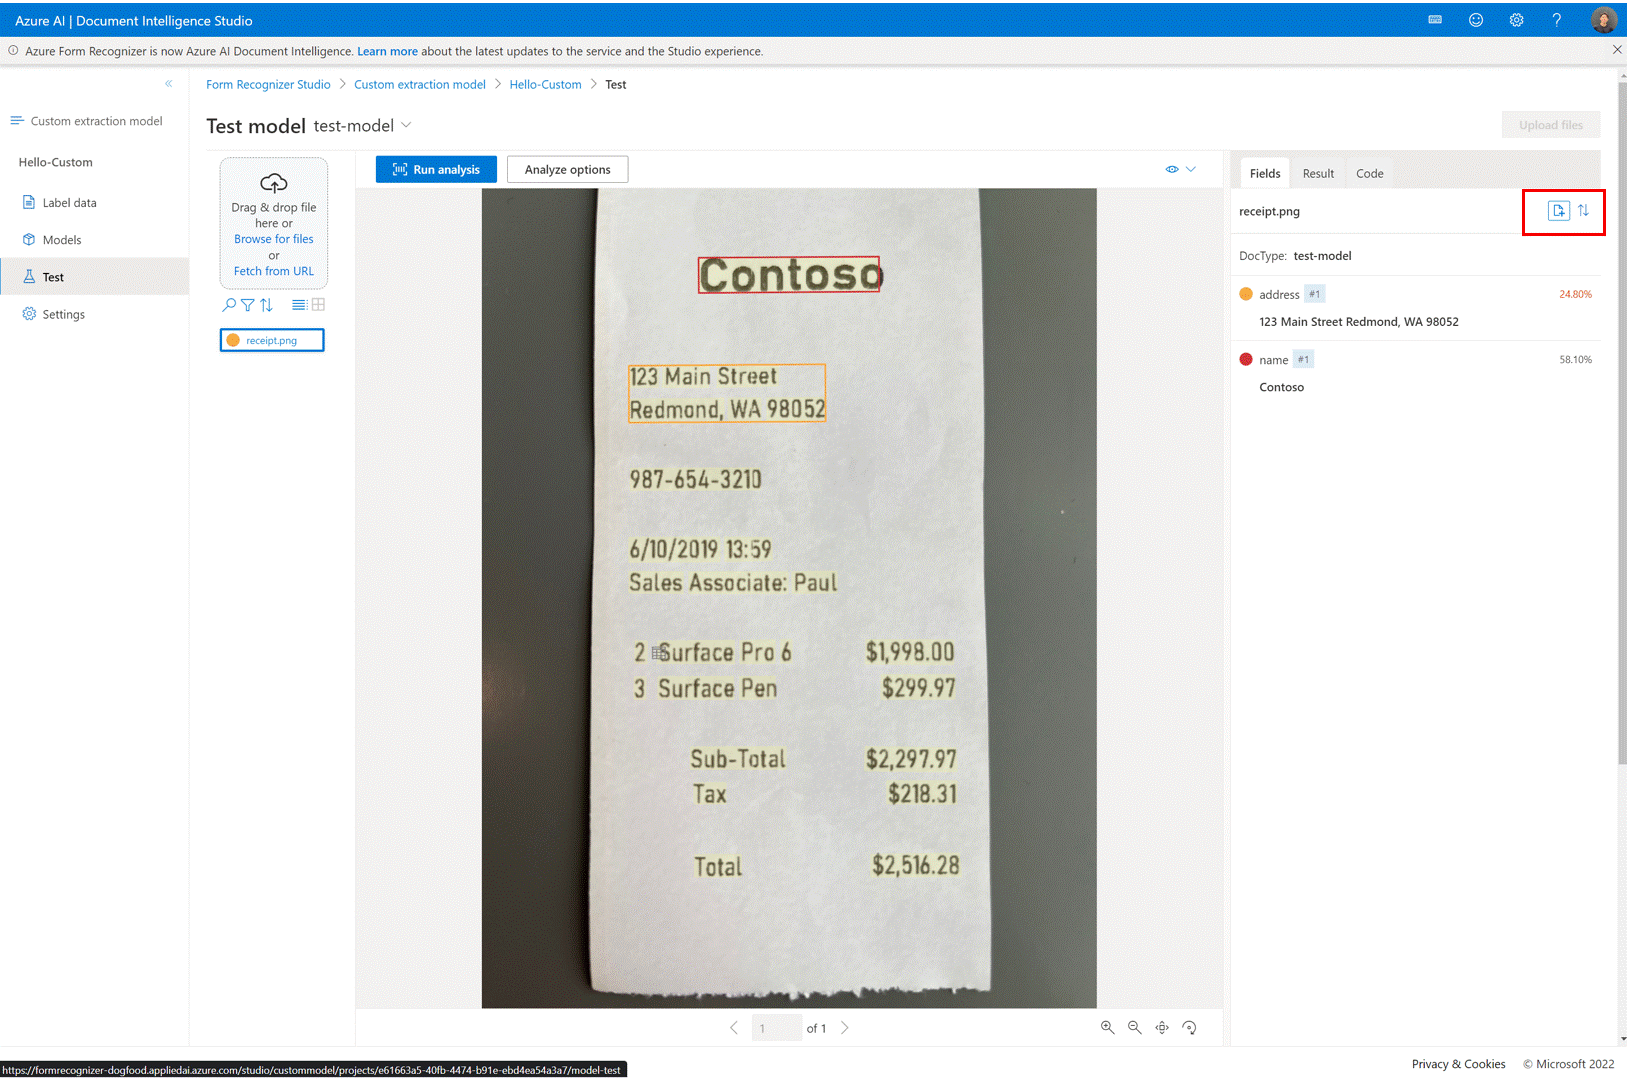 Azure AI | Document Intelligence Studio
Azure Form Recognizer is now Azure AI Document Intelligence. Learn more about the latest updates to the service and the Studio experience.
Form Recognizer Studio > Custom extraction model > Hello-Custom > Test
Custom extraction model
Hello-Custom
Label data
Models
Test
Settings
Test model test-model
Upload files
Drag & drop file
here or
Browse for files
or
Fetch from URL
receipt.png
Run analysis
Analyze options
Contoso
123 Main Street
Redmond, WA 98052
987-654-3210
6/10/2019 13:59
Sales Associate: Paul
2 Surface Pro 6 $1,998.00
3 Surface Pen $299.97
Sub-Total $2,297.97
Tax $218.31
Total $2,516.28
1 of 1
Fields Result Code
receipt.png
DocType: test-model
address #1 24.80%
123 Main Street Redmond, WA 98052
name #1 58.10%
Contoso
https://formrecognizer-dogfood.appliedai.azure.com/studio/custommodel/projects/e61663a5-40fb-4474-b91e-ebd4ea54a3a7/model-test
Privacy & Cookies © Microsoft 2022